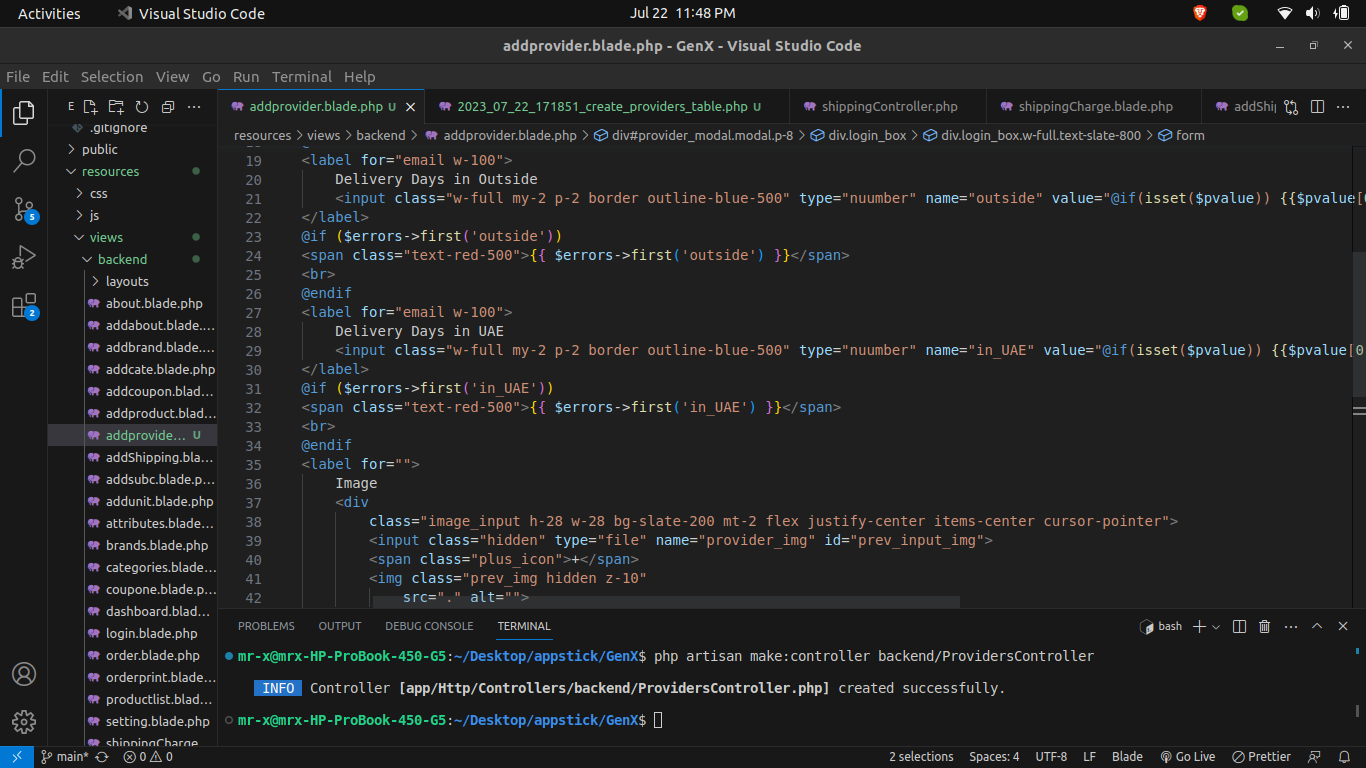 Activities
Visual Studio Code
Jul 22 11:48 PM
addprovider.blade.php - GenX - Visual Studio Code
File Edit Selection View Go Run Terminal Help
E
addprovider.blade.php U
2023_07_22_171851_create_providers_table.php U
shippingController.php
shippingCharge.blade.php
addShij
resources > views > backend > addprovider.blade.php > div#provider_modal.modal.p-8 > div.login_box > div.login_box.w-full.text-slate-800 > form
.gitignore
public
resources
css
js
views
backend
layouts
about.blade.php
addabout.blade....
addbrand.blade....
addcate.blade.php
addcoupon.blad...
addproduct.blad...
addprovide... U
addShipping.bla...
addsubc.blade.p...
addunit.blade.php
attributes.blade...
brands.blade.php
categories.blade...
coupone.blade.p...
dashboard.blad...
login.blade.php
order.blade.php
orderprint.blade...
productlist.blad...
setting.blade.php
shippingCharge
5
2
19 <label for="email w-100">
20 Delivery Days in Outside
21 <input class="w-full my-2 p-2 border outline-blue-500" type="nuumber" name="outside" value="@if(isset($pvalue)) {{$pvalue[0
22 </label>
23 @if ($errors->first('outside'))
24 <span class="text-red-500">{{ $errors->first('outside') }}</span>
25 <br>
26 @endif
27 <label for="email w-100">
28 Delivery Days in UAE
29 <input class="w-full my-2 p-2 border outline-blue-500" type="nuumber" name="in_UAE" value="@if(isset($pvalue)) {{$pvalue[0
30 </label>
31 @if ($errors->first('in_UAE'))
32 <span class="text-red-500">{{ $errors->first('in_UAE') }}</span>
33 <br>
34 @endif
35 <label for="">
36 Image
37 <div
38 class="image_input h-28 w-28 bg-slate-200 mt-2 flex justify-center items-center cursor-pointer">
39 <input class="hidden" type="file" name="provider_img" id="prev_input_img">
40 <span class="plus_icon">+</span>
41 <img class="prev_img hidden z-10"
42 src="." alt="">
PROBLEMS OUTPUT DEBUG CONSOLE TERMINAL
bash
mr-x@mrx-HP-ProBook-450-G5:~/Desktop/appstick/GenX$ php artisan make:controller backend/ProvidersController
INFO Controller [app/Http/Controllers/backend/ProvidersController.php] created successfully.
mr-x@mrx-HP-ProBook-450-G5:~/Desktop/appstick/GenX$
main* 0 0 2 selections Spaces: 4 UTF-8 LF Blade Go Live Prettier